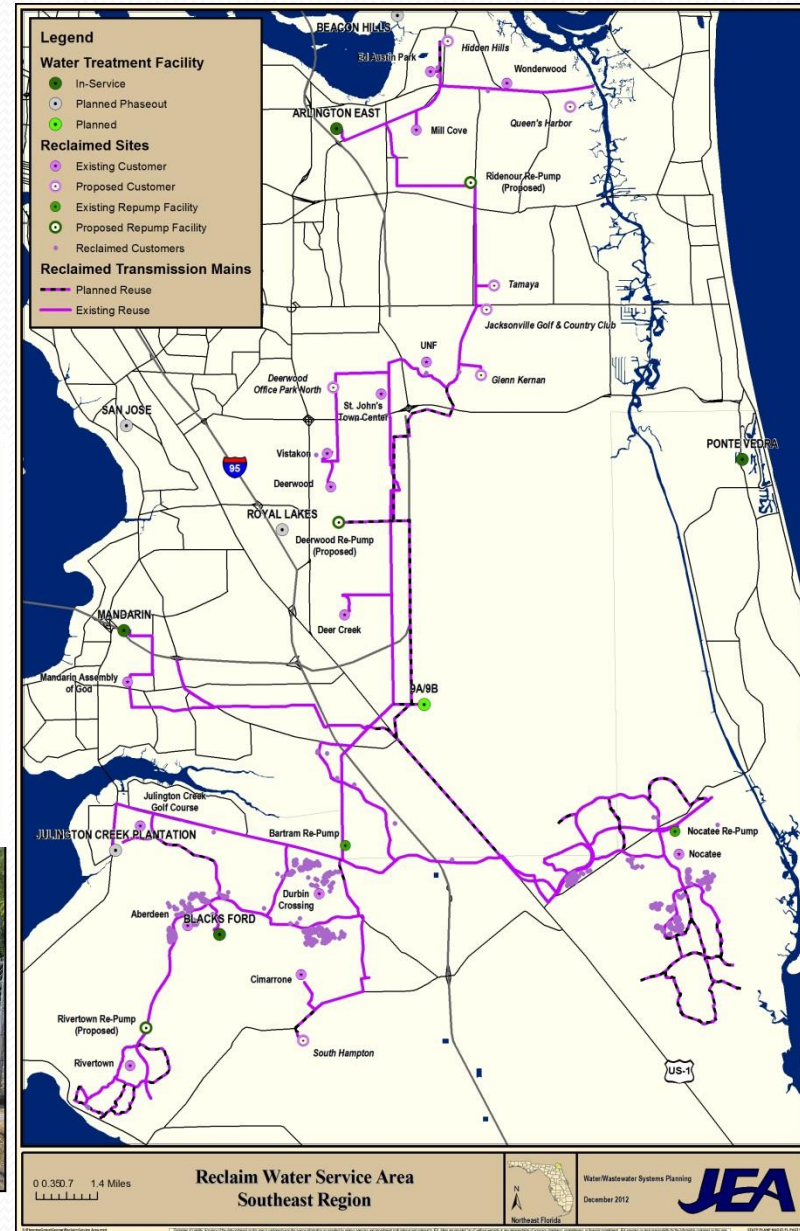 Legend
Water Treatment Facility
In-Service
Planned Phaseout
Planned
Reclaimed Sites
Existing Customer
Proposed Customer
Existing Repump Facility
Proposed Repump Facility
Reclaimed Customers
Reclaimed Transmission Mains
Planned Reuse
Existing Reuse
BEACON HILLS
Hidden Hills
Ed Austin Park
Wonderwood
ARLINGTON EAST
Mill Cove
Queen's Harbor
Ridenour Re-Pump
(Proposed)
Tamaya
Jacksonville Golf & Country Club
UNF
Glenn Kernan
Deerwood
Office Park North
St. John's
Town Center
SAN JOSE
Vistakon
95
Deerwood
PONTE VEDRA
ROYAL LAKES
Deerwood Re-Pump
(Proposed)
MANDARIN
Deer Creek
Mandarin Assembly
of God
9A/9B
Julington Creek
Golf Course
JULINGTON CREEK PLANTATION
Bartram Re-Pump
Nocatee Re-Pump
Nocatee
Durbin
Crossing
Aberdeen
BLACKS FORD
Cimarrone
Rivertown Re-Pump
(Proposed)
South Hampton
Rivertown
US-1
0 0.35 0.7 1.4 Miles
Reclaim Water Service Area
Southeast Region
N
Northeast Florida
Water/Wastewater Systems Planning
December 2012
JEA